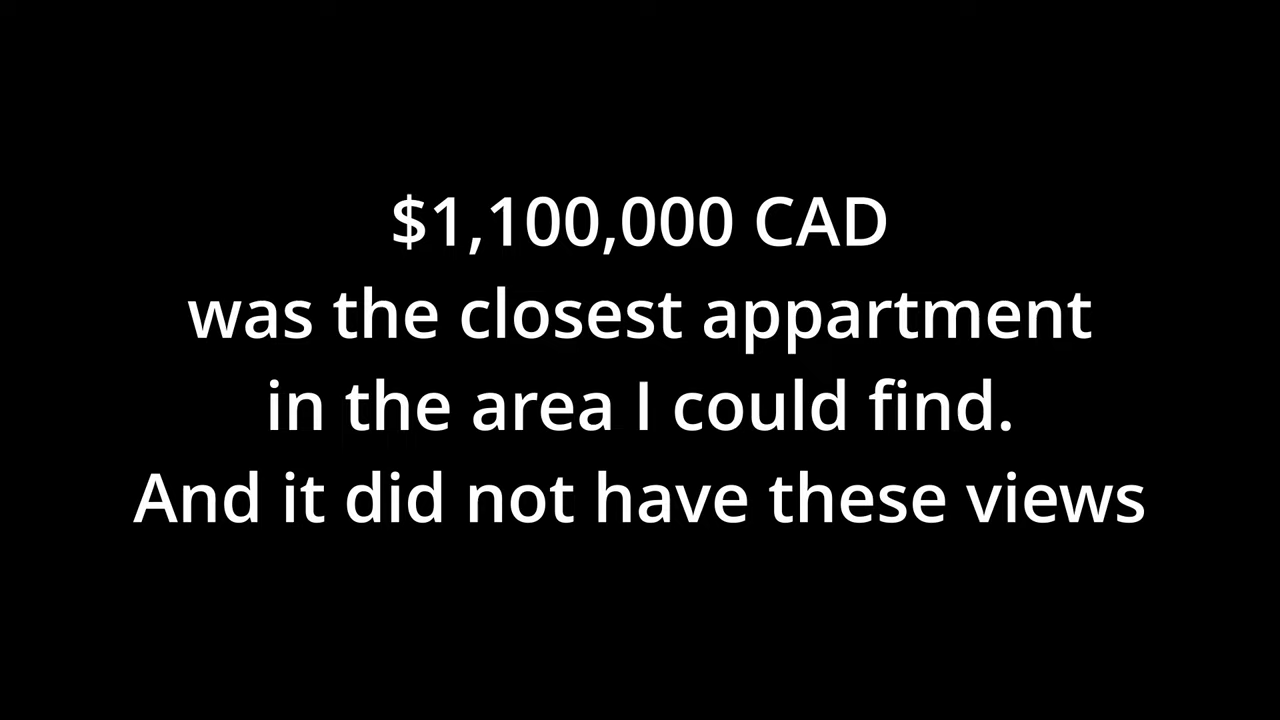 $1,100,000 CAD
was the closest appartment
in the area I could find.
And it did not have these views